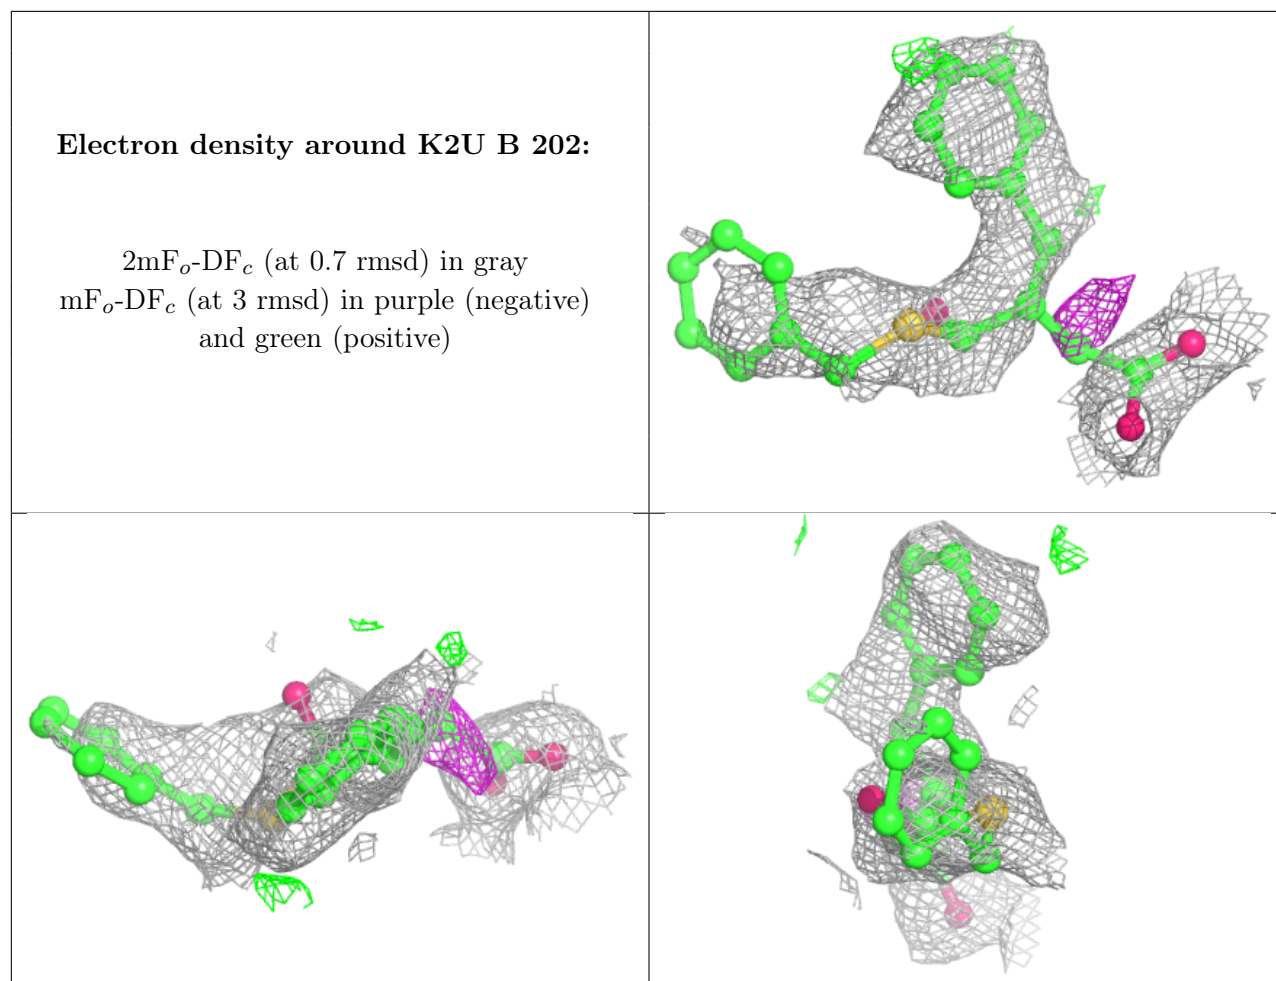 Electron density around K2U B 202:
2mFo-DFc (at 0.7 rmsd) in gray
mFo-DFc (at 3 rmsd) in purple (negative)
and green (positive)